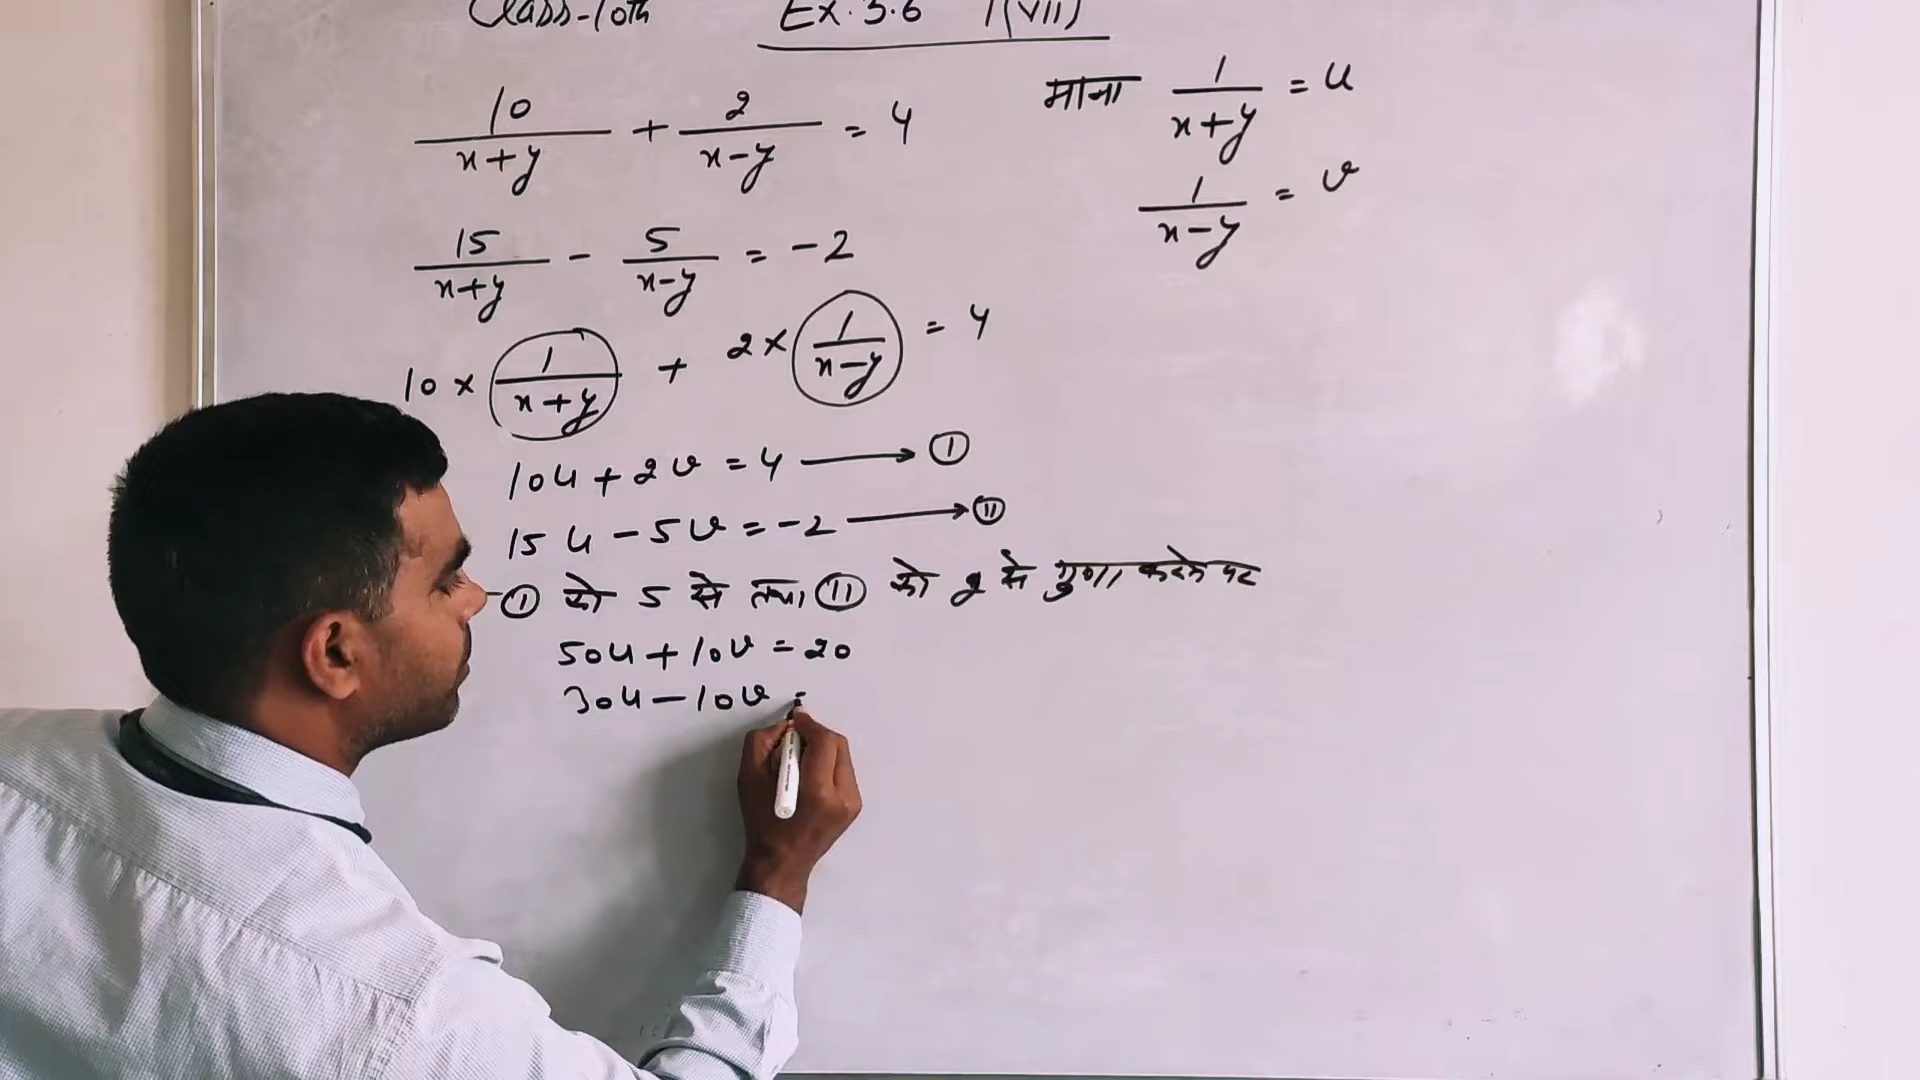 Class-10th Ex. 3.6 1(VII)
10/(x+y) + 2/(x-y) = 4
माना 1/(x+y) = u
1/(x-y) = v
15/(x+y) - 5/(x-y) = -2
10 × 1/(x+y) + 2 × 1/(x-y) = 4
10u + 2v = 4 → (I)
15u - 5v = -2 → (II)
(I) को 5 से तथा (II) को 2 से गुणा करने पर
50u + 10v = 20
30u - 10v =